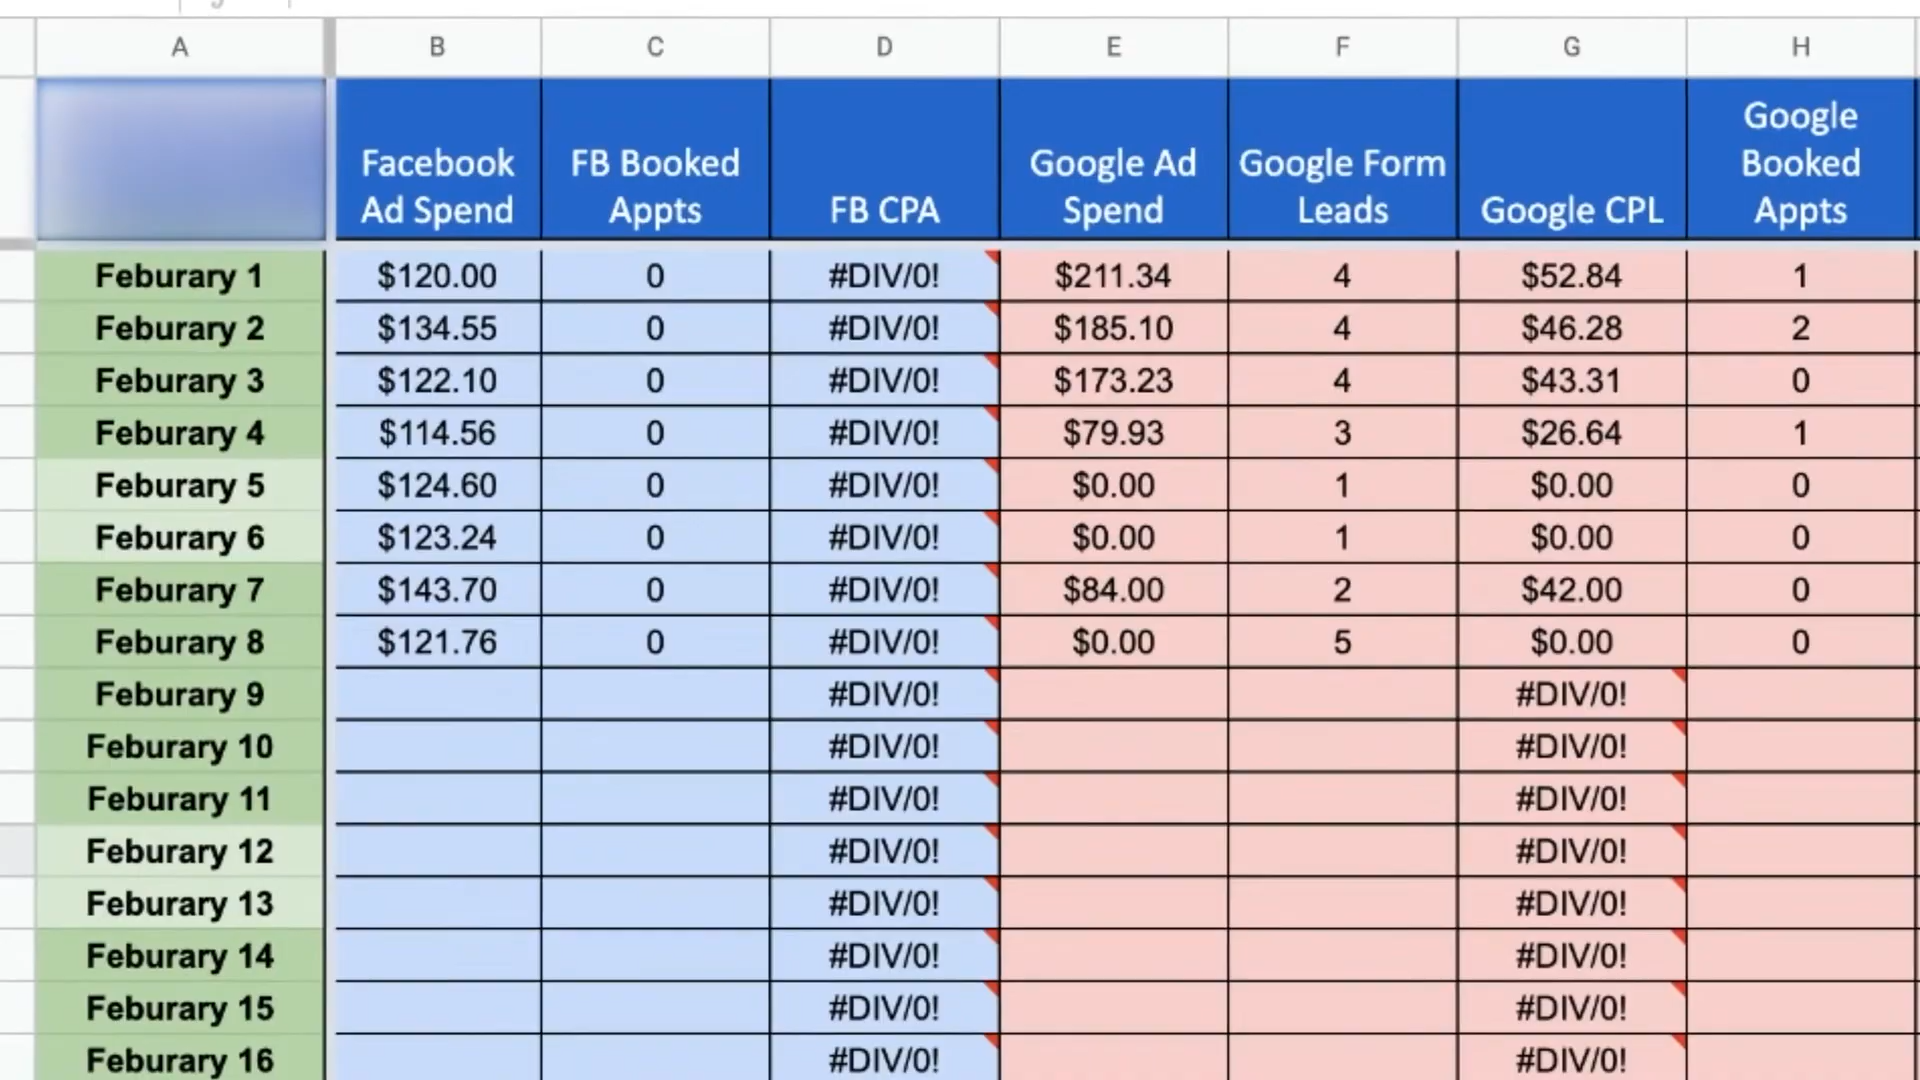 A B C D E F G H
Facebook Ad Spend FB Booked Appts FB CPA Google Ad Spend Google Form Leads Google CPL Google Booked Appts
Feburary 1 $120.00 0 #DIV/0! $211.34 4 $52.84 1
Feburary 2 $134.55 0 #DIV/0! $185.10 4 $46.28 2
Feburary 3 $122.10 0 #DIV/0! $173.23 4 $43.31 0
Feburary 4 $114.56 0 #DIV/0! $79.93 3 $26.64 1
Feburary 5 $124.60 0 #DIV/0! $0.00 1 $0.00 0
Feburary 6 $123.24 0 #DIV/0! $0.00 1 $0.00 0
Feburary 7 $143.70 0 #DIV/0! $84.00 2 $42.00 0
Feburary 8 $121.76 0 #DIV/0! $0.00 5 $0.00 0
Feburary 9 #DIV/0! #DIV/0!
Feburary 10 #DIV/0! #DIV/0!
Feburary 11 #DIV/0! #DIV/0!
Feburary 12 #DIV/0! #DIV/0!
Feburary 13 #DIV/0! #DIV/0!
Feburary 14 #DIV/0! #DIV/0!
Feburary 15 #DIV/0! #DIV/0!
Feburary 16 #DIV/0! #DIV/0!